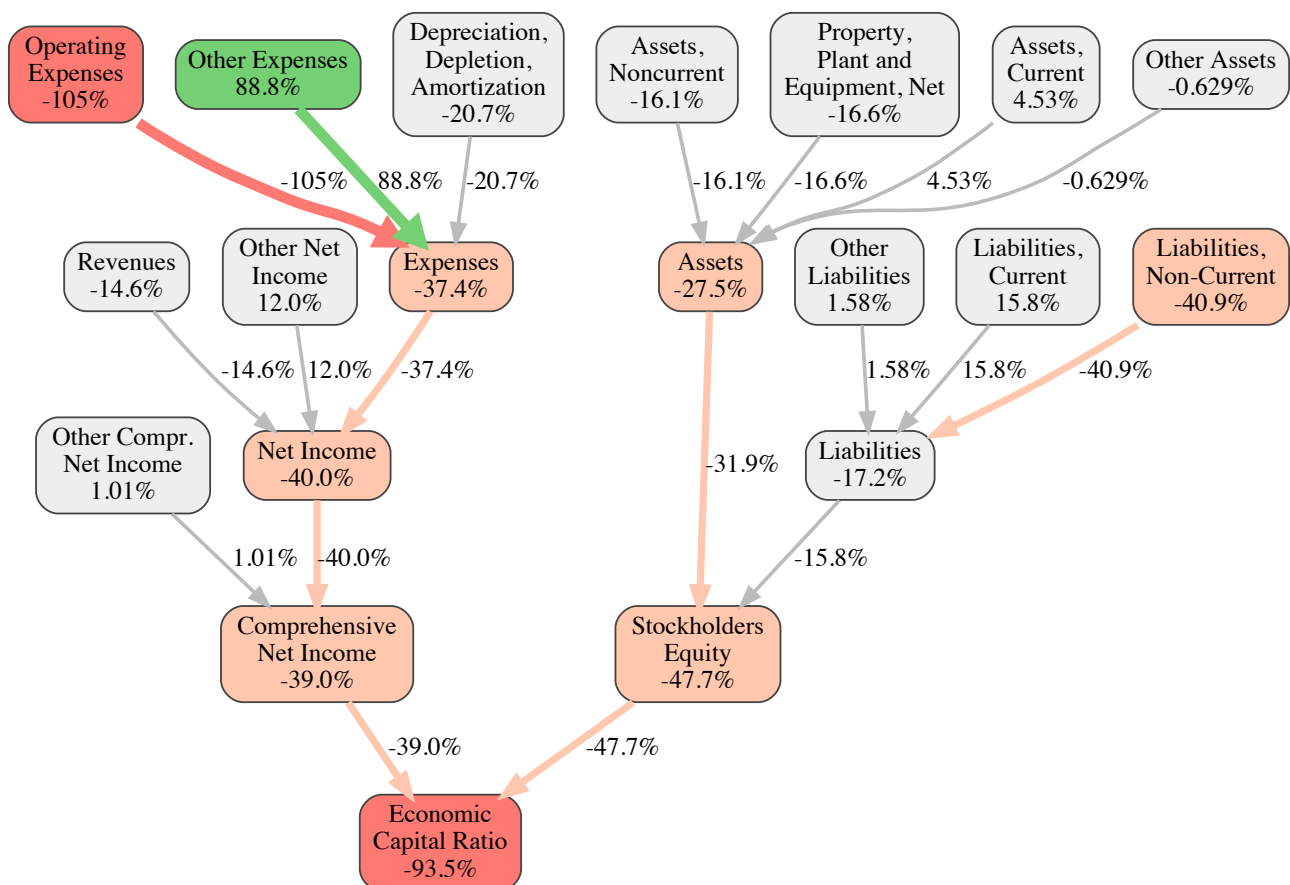 Operating
Expenses
-105%
Other Expenses
88.8%
Depreciation,
Depletion,
Amortization
-20.7%
Assets,
Noncurrent
-16.1%
Property,
Plant and
Equipment, Net
-16.6%
Assets,
Current
4.53%
Other Assets
-0.629%
-105%
88.8%
-20.7%
-16.1%
-16.6%
4.53%
-0.629%
Revenues
-14.6%
Other Net
Income
12.0%
Expenses
-37.4%
Assets
-27.5%
Other
Liabilities
1.58%
Liabilities,
Current
15.8%
Liabilities,
Non-Current
-40.9%
-14.6%
12.0%
-37.4%
1.58%
15.8%
-40.9%
Other Compr.
Net Income
1.01%
Net Income
-40.0%
-31.9%
Liabilities
-17.2%
1.01%
-40.0%
-15.8%
Comprehensive
Net Income
-39.0%
Stockholders
Equity
-47.7%
-39.0%
-47.7%
Economic
Capital Ratio
-93.5%